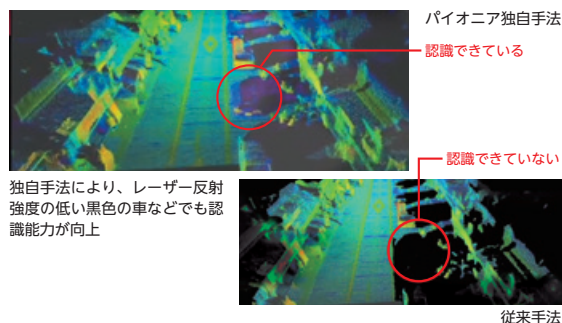 パイオニア独自手法
認識できている
認識できていない
独自手法により、レーザー反射
強度の低い黒色の車などでも認
識能力が向上
従来手法